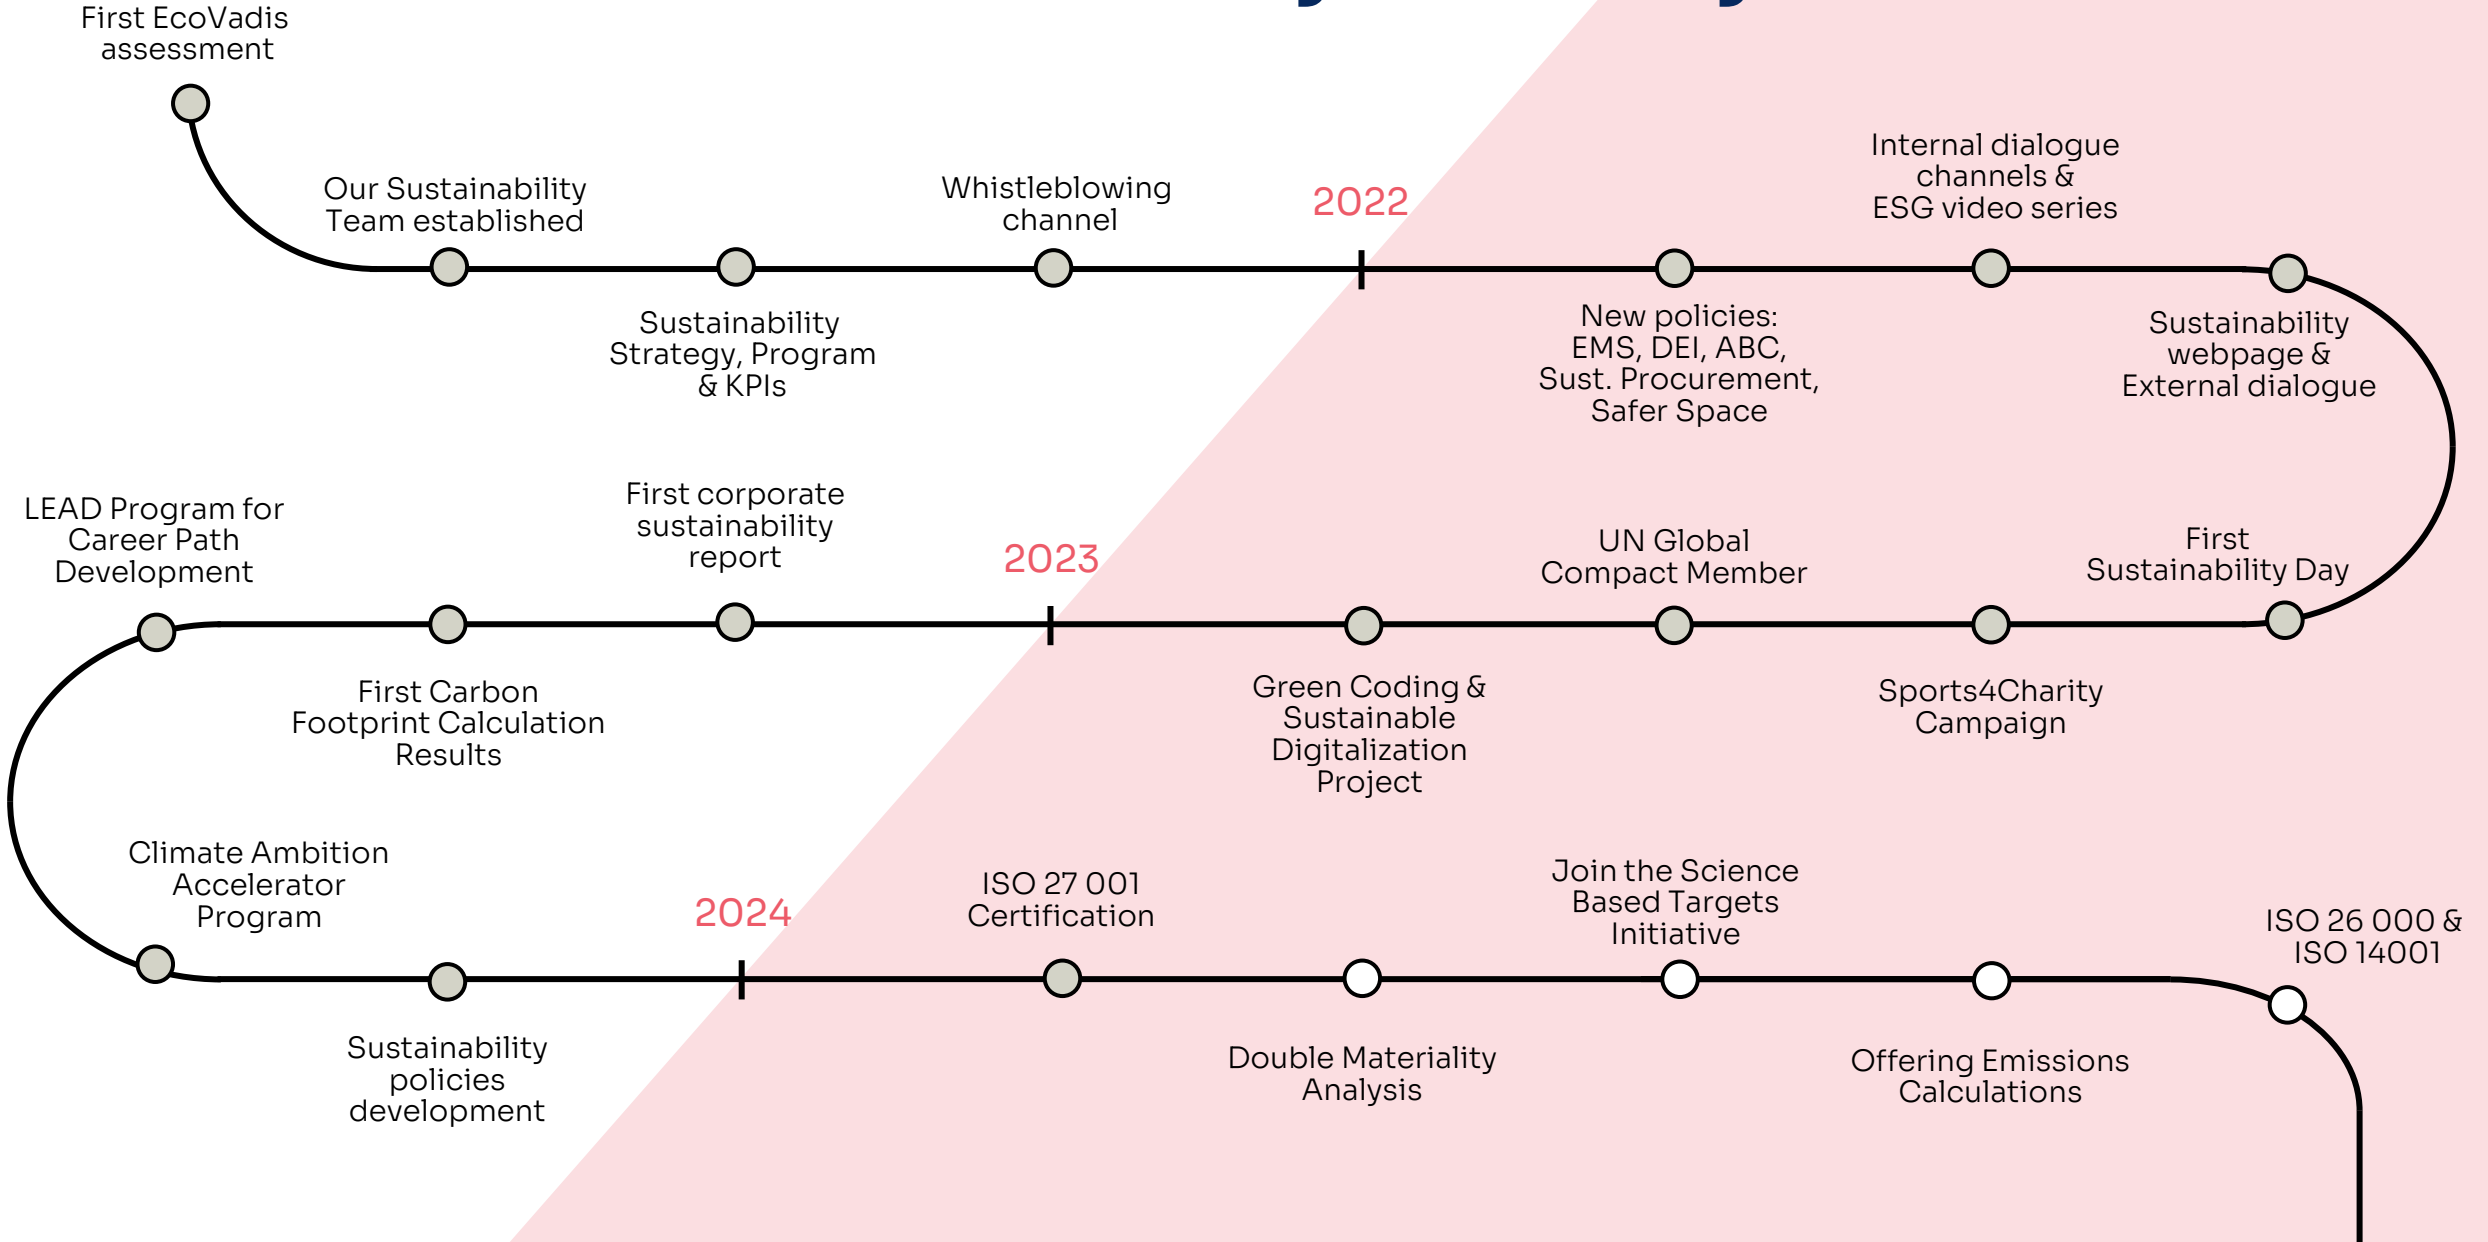 First EcoVadis
assessment
Our Sustainability
Team established
Sustainability
Strategy, Program
& KPIs
Whistleblowing
channel
2022
New policies:
EMS, DEI, ABC,
Sust. Procurement,
Safer Space
Internal dialogue
channels &
ESG video series
Sustainability
webpage &
External dialogue
First
Sustainability Day
Sports4Charity
Campaign
UN Global
Compact Member
Green Coding &
Sustainable
Digitalization
Project
2023
First corporate
sustainability
report
First Carbon
Footprint Calculation
Results
LEAD Program for
Career Path
Development
Climate Ambition
Accelerator
Program
Sustainability
policies
development
2024
ISO 27 001
Certification
Double Materiality
Analysis
Join the Science
Based Targets
Initiative
Offering Emissions
Calculations
ISO 26 000 &
ISO 14001